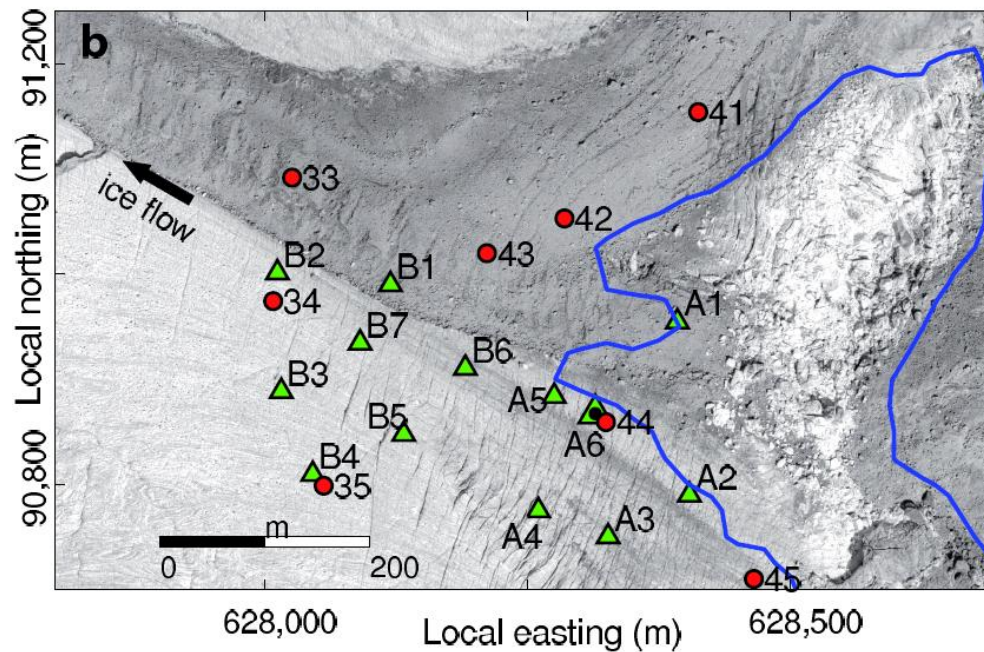 b
91,200
41
33
ice flow
42
B2
B1
43
34
A1
B7
B6
B3
A5
B5
44
A6
B4
35
A2
Local northing (m)
90,800
A4
A3
m
0
200
45
628,000
Local easting (m)
628,500